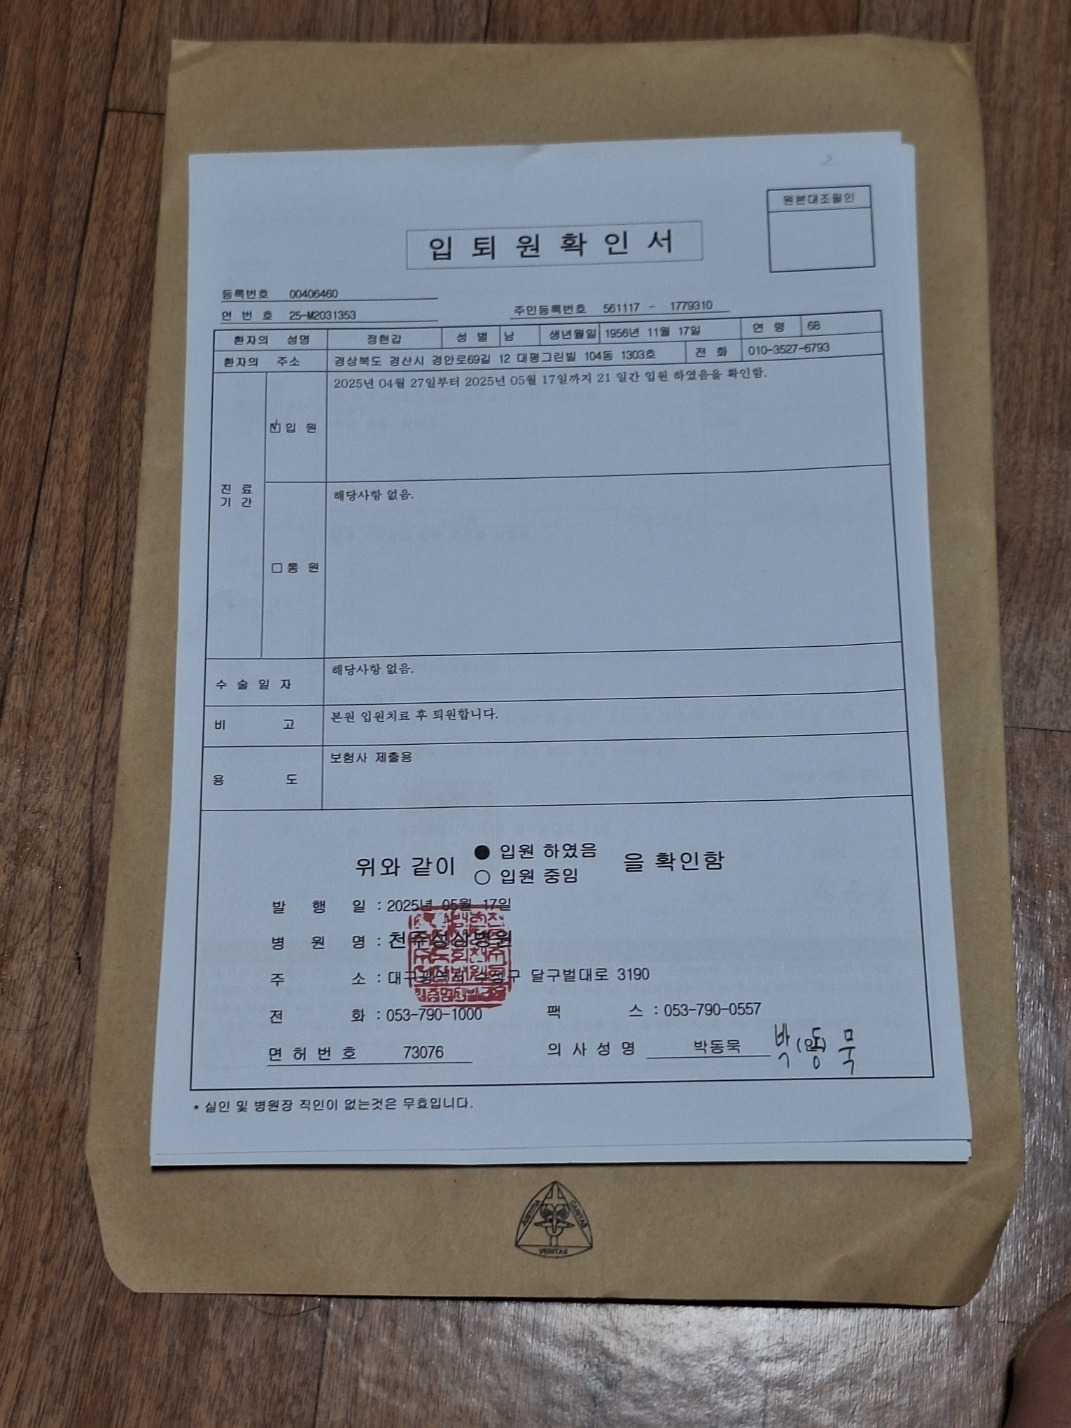 2
원본대조필인
입퇴원확인서
등록번호 00406460
연번호 25-M2031353
주민등록번호 561117 - 1779310
환자의 성명 정현갑 성별 남 생년월일 1956년 11월 17일 연령 68
환자의 주소 경상북도 경산시 경안로69길 12 대평그린빌 104동 1303호 전화 010-3527-6793
진료기간
☑ 입원 2025년 04월 27일부터 2025년 05월 17일까지 21 일간 입원 하였음을 확인함.
□ 통원 해당사항 없음.
수술일자 해당사항 없음.
비고 본원 입원치료 후 퇴원합니다.
용도 보험사 제출용
위와 같이 ● 입원 하였음 을 확인함
○ 입원 중임
발행일 : 2025년 05월 17일
병원명 : 천주성삼병원
주소 : 대구광역시 수성구 달구벌대로 3190
전화 : 053-790-1000 팩스 : 053-790-0557
면허번호 73076 의사성명 박동묵 (인) 박동묵
* 실인 및 병원장 직인이 없는것은 무효입니다.
CARITAS
VERITAS